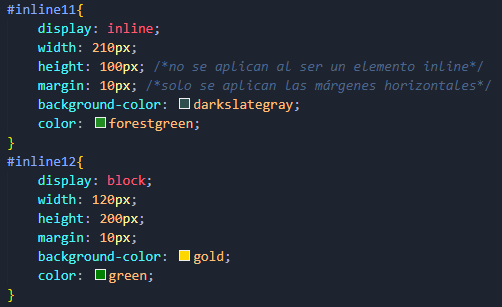 #inline11{
    display: inline;
    width: 210px;
    height: 100px; /*no se aplican al ser un elemento inline*/
    margin: 10px; /*solo se aplican las márgenes horizontales*/
    background-color: darkslategray;
    color: forestgreen;
}
#inline12{
    display: block;
    width: 120px;
    height: 200px;
    margin: 10px;
    background-color: gold;
    color: green;
}